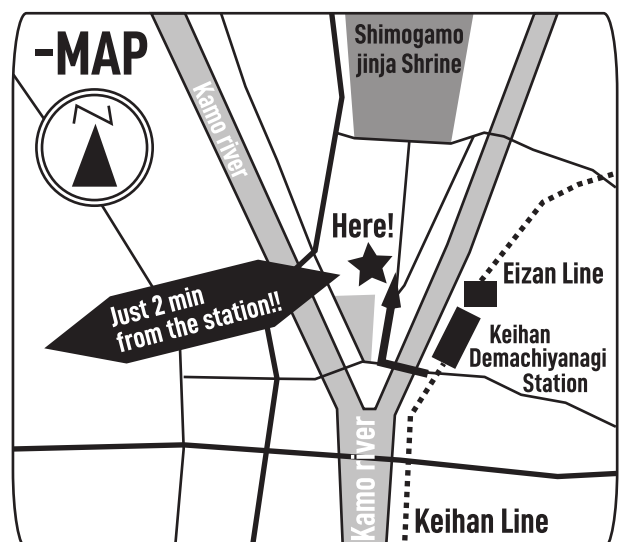 -MAP
N
Shimogamo
jinja Shrine
Kamo river
Here!
Just 2 min
from the station!!
Eizan Line
Keihan
Demachiyanagi
Station
Kamo river
Keihan Line